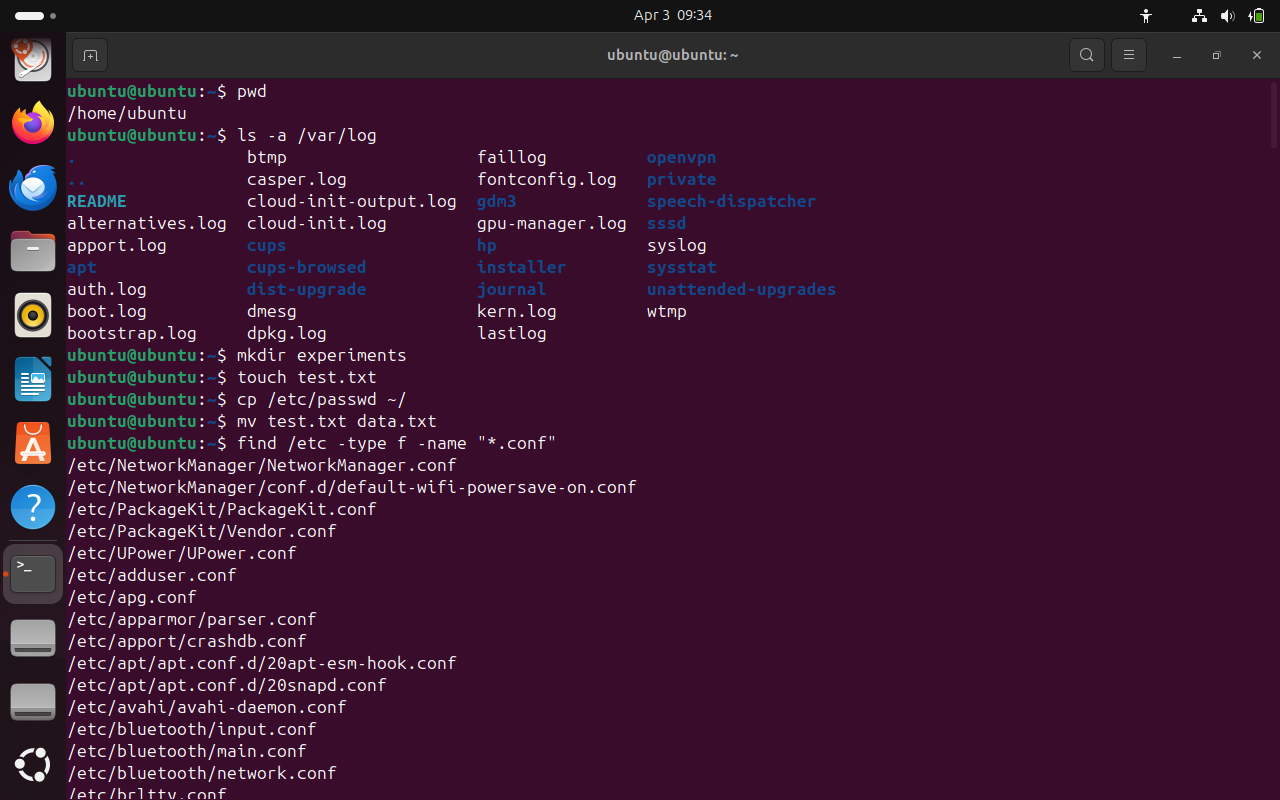 Apr 3 09:34
ubuntu@ubuntu: ~
ubuntu@ubuntu:~$ pwd
/home/ubuntu
ubuntu@ubuntu:~$ ls -a /var/log
. btmp faillog openvpn
.. casper.log fontconfig.log private
README cloud-init-output.log gdm3 speech-dispatcher
alternatives.log cloud-init.log gpu-manager.log sssd
apport.log cups hp syslog
apt cups-browsed installer sysstat
auth.log dist-upgrade journal unattended-upgrades
boot.log dmesg kern.log wtmp
bootstrap.log dpkg.log lastlog
ubuntu@ubuntu:~$ mkdir experiments
ubuntu@ubuntu:~$ touch test.txt
ubuntu@ubuntu:~$ cp /etc/passwd ~/
ubuntu@ubuntu:~$ mv test.txt data.txt
ubuntu@ubuntu:~$ find /etc -type f -name "*.conf"
/etc/NetworkManager/NetworkManager.conf
/etc/NetworkManager/conf.d/default-wifi-powersave-on.conf
/etc/PackageKit/PackageKit.conf
/etc/PackageKit/Vendor.conf
/etc/UPower/UPower.conf
/etc/adduser.conf
/etc/apg.conf
/etc/apparmor/parser.conf
/etc/apport/crashdb.conf
/etc/apt/apt.conf.d/20apt-esm-hook.conf
/etc/apt/apt.conf.d/20snapd.conf
/etc/avahi/avahi-daemon.conf
/etc/bluetooth/input.conf
/etc/bluetooth/main.conf
/etc/bluetooth/network.conf
/etc/brltty.conf